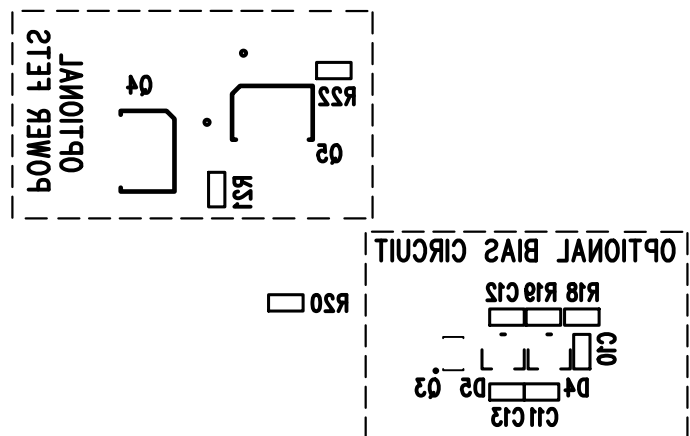 POWER FETS
OPTIONAL
Q4
R22
Q5
R21
OPTIONAL BIAS CIRCUIT
R20
C12 R19 R18
C10
Q3 D5 D4
C13 C11